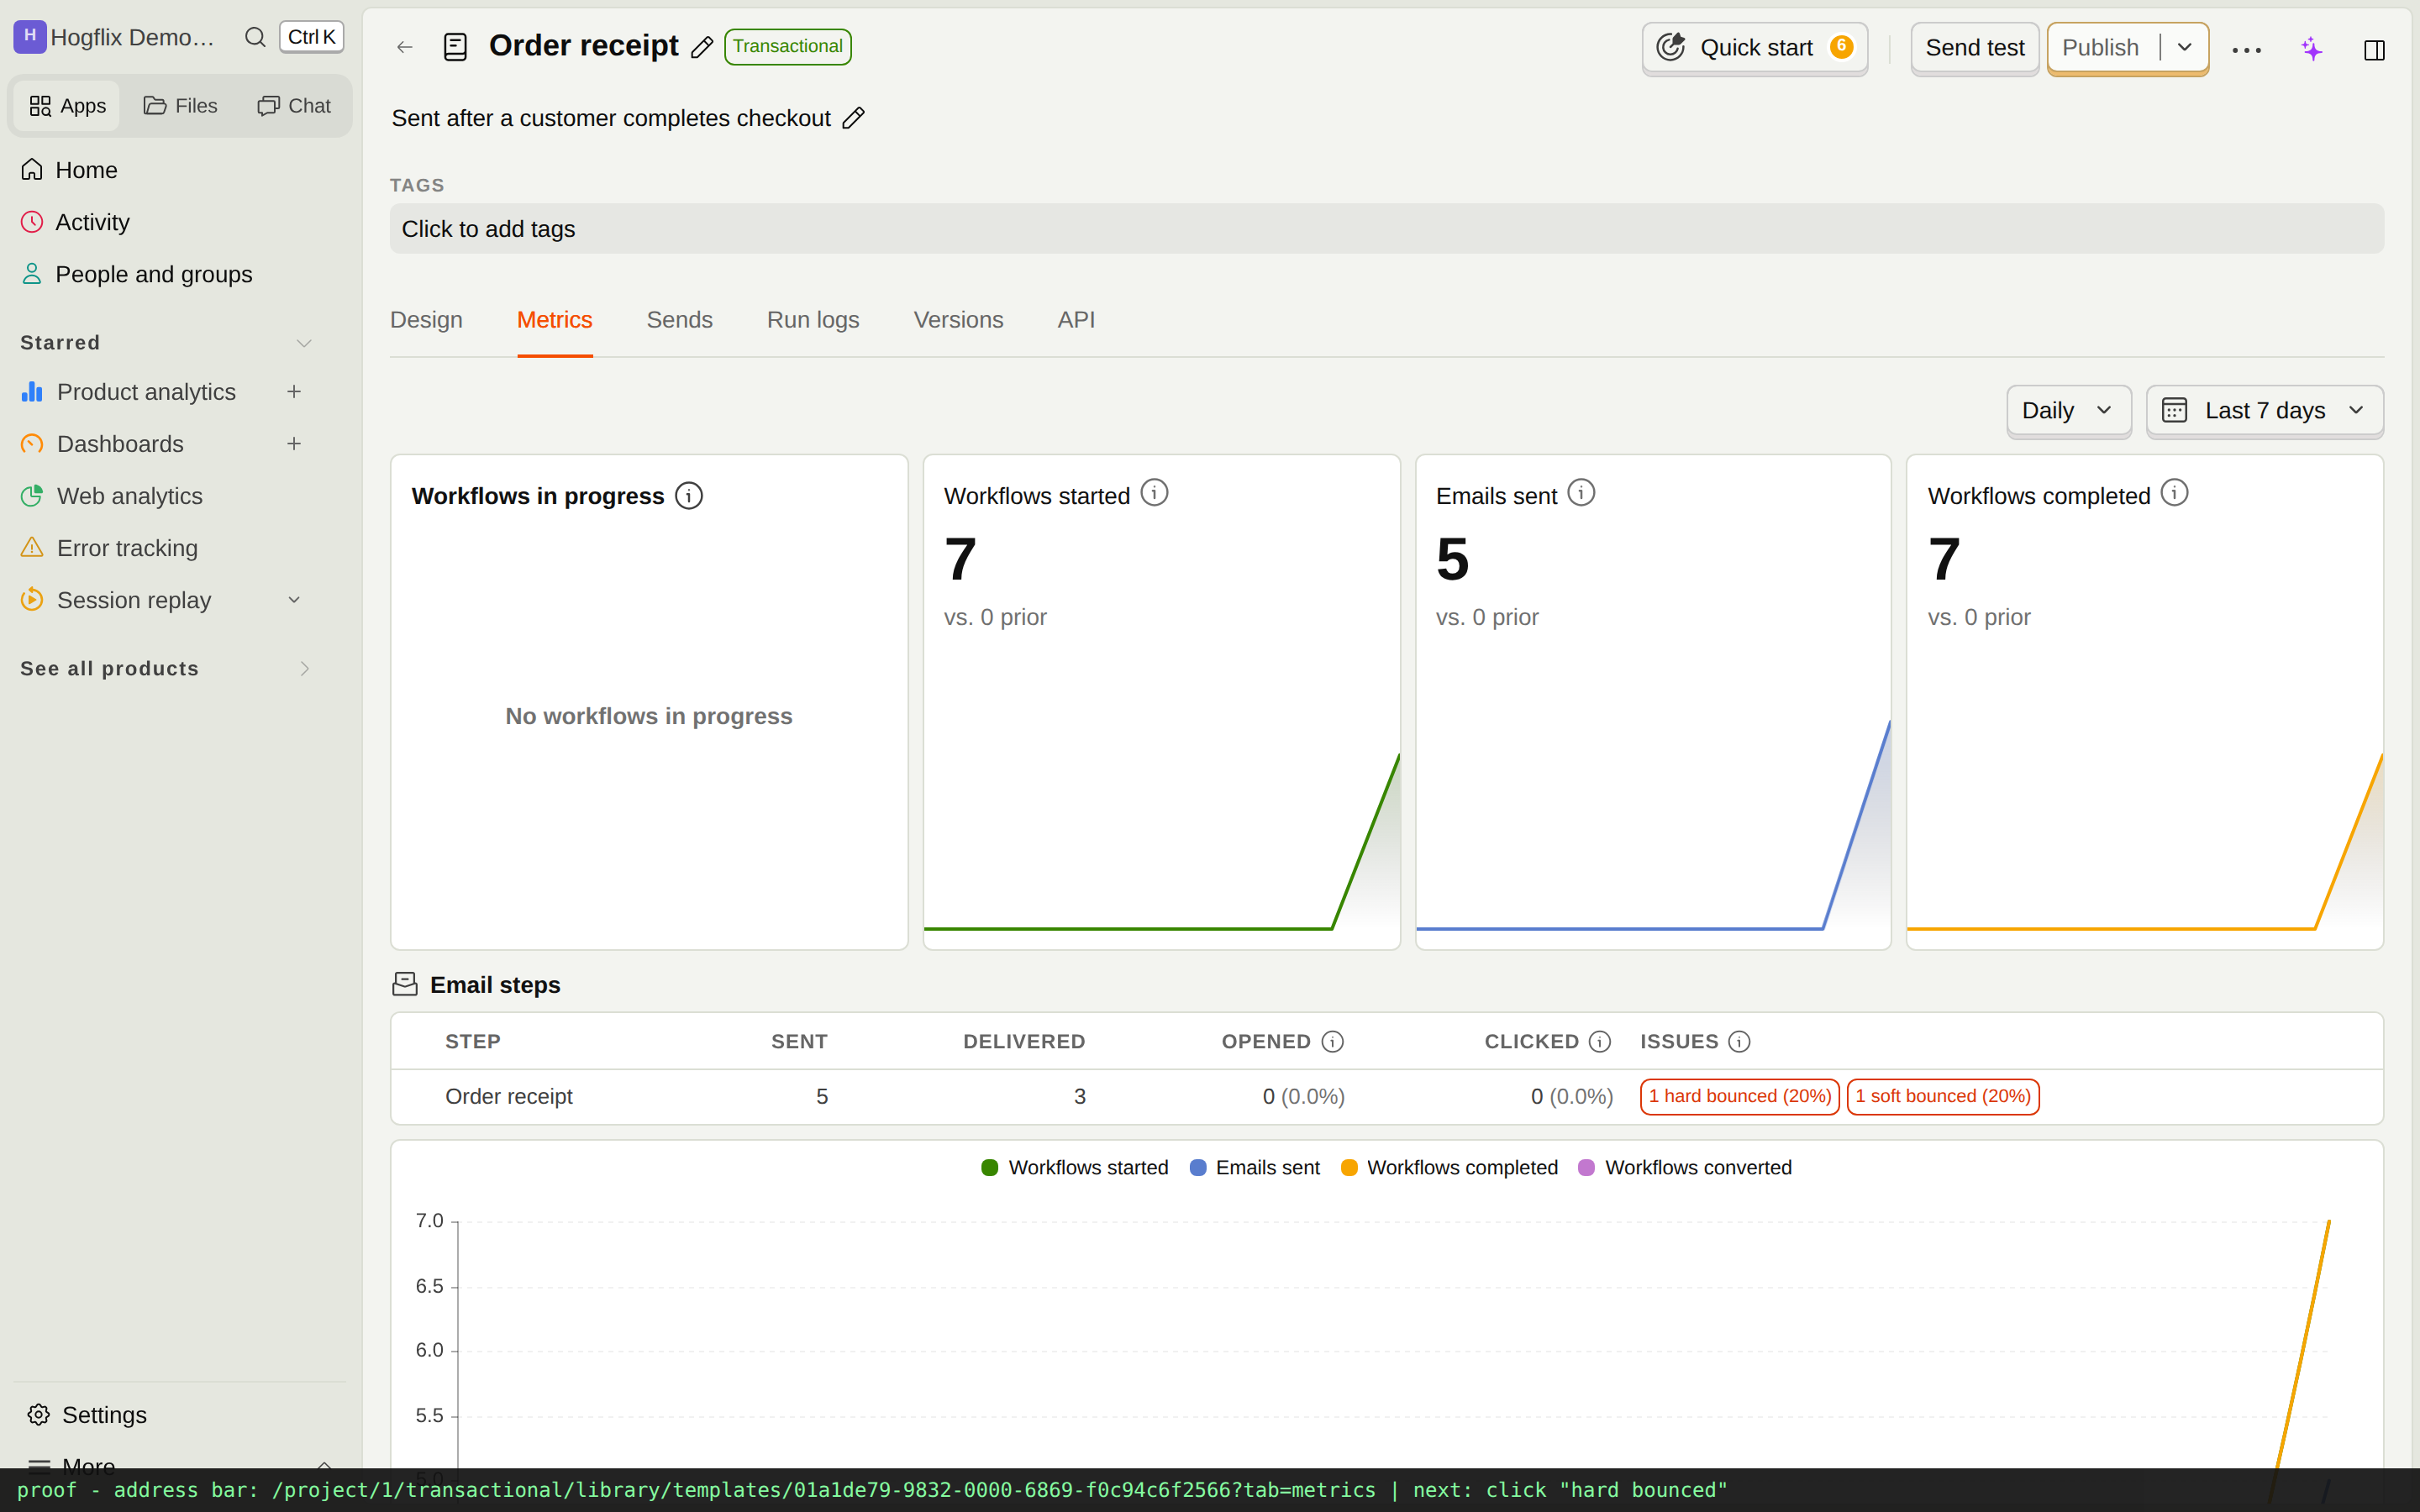 H Hogflix Demo… Ctrl K
Apps Files Chat
Home
Activity
People and groups
Starred
Product analytics
Dashboards
Web analytics
Error tracking
Session replay
See all products
Settings
More
Order receipt Transactional
Quick start 6 Send test Publish
Sent after a customer completes checkout
TAGS
Click to add tags
Design Metrics Sends Run logs Versions API
Daily Last 7 days
Workflows in progress
No workflows in progress
Workflows started
7
vs. 0 prior
Emails sent
5
vs. 0 prior
Workflows completed
7
vs. 0 prior
Email steps
STEP SENT DELIVERED OPENED CLICKED ISSUES
Order receipt 5 3 0 (0.0%) 0 (0.0%) 1 hard bounced (20%) 1 soft bounced (20%)
Workflows started Emails sent Workflows completed Workflows converted
7.0
6.5
6.0
5.5
5.0
proof - address bar: /project/1/transactional/library/templates/01a1de79-9832-0000-6869-f0c94c6f2566?tab=metrics | next: click "hard bounced"